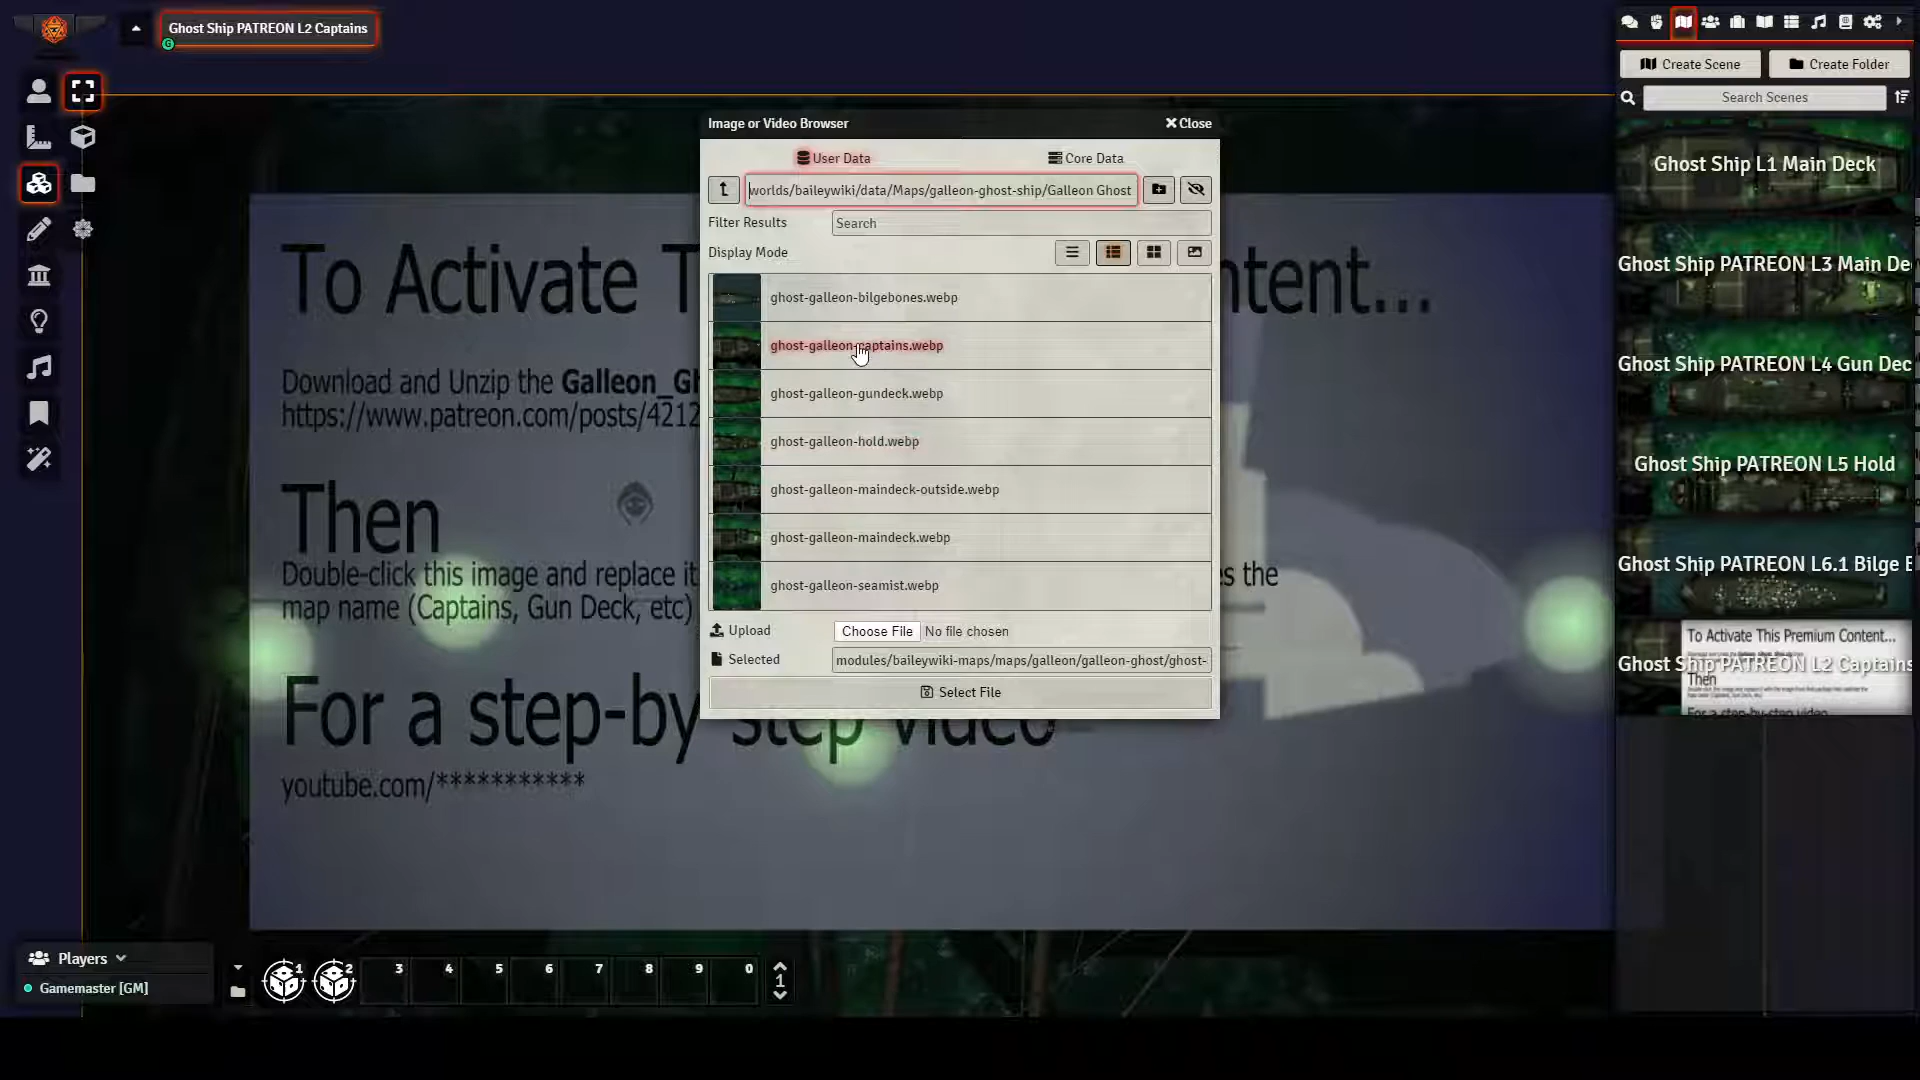 Ghost Ship PATREON L2 Captains
G
Create Scene
Create Folder
Search Scenes
Ghost Ship L1 Main Deck
Ghost Ship PATREON L3 Main De
Ghost Ship PATREON L4 Gun Dec
Ghost Ship PATREON L5 Hold
Ghost Ship PATREON L6.1 Bilge B
To Activate This Premium Content...
Ghost Ship PATREON L2 Captains
Then
For a step-by-step video
Image or Video Browser
Close
User Data
Core Data
worlds/baileywiki/data/Maps/galleon-ghost-ship/Galleon Ghost
Filter Results
Search
Display Mode
ghost-galleon-bilgebones.webp
ghost-galleon-captains.webp
ghost-galleon-gundeck.webp
ghost-galleon-hold.webp
ghost-galleon-maindeck-outside.webp
ghost-galleon-maindeck.webp
ghost-galleon-seamist.webp
Upload
Choose File No file chosen
Selected
modules/baileywiki-maps/maps/galleon/galleon-ghost/ghost-
Select File
To Activate T ntent...
Download and Unzip the Galleon_Gh
https://www.patreon.com/posts/4212
Then
Double-click this image and replace it s the
map name (Captains, Gun Deck, etc)
For a step-by step video
youtube.com/***********
Players
Gamemaster [GM]
1 2 3 4 5 6 7 8 9 0
1